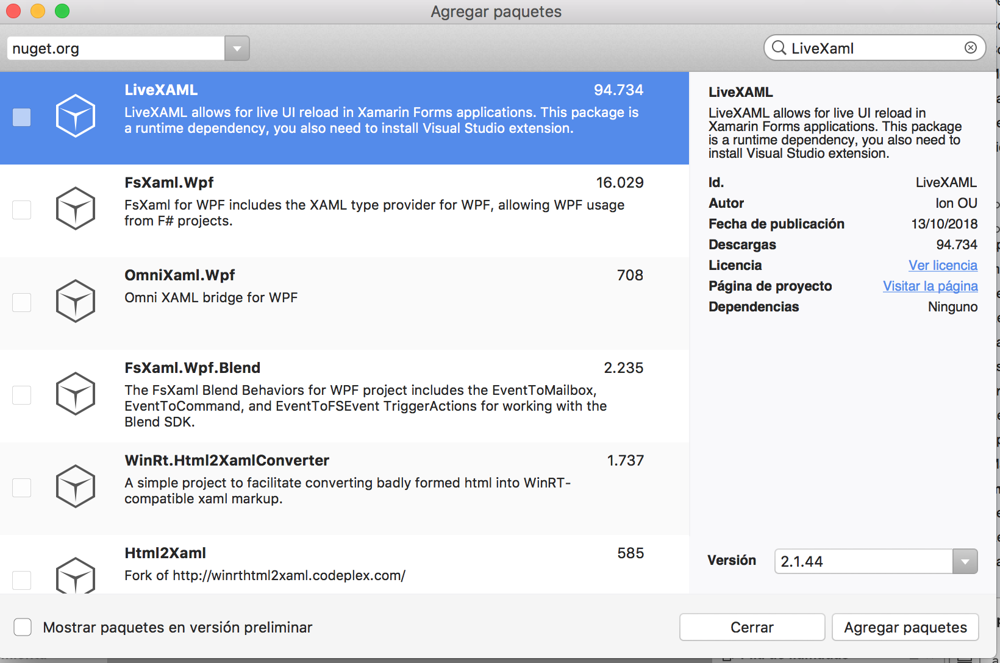 Agregar paquetes
nuget.org
LiveXaml
LiveXAML 94.734
LiveXAML allows for live UI reload in Xamarin Forms applications. This package is
a runtime dependency, you also need to install Visual Studio extension.
FsXaml.Wpf 16.029
FsXaml for WPF includes the XAML type provider for WPF, allowing WPF usage
from F# projects.
OmniXaml.Wpf 708
Omni XAML bridge for WPF
FsXaml.Wpf.Blend 2.235
The FsXaml Blend Behaviors for WPF project includes the EventToMailbox,
EventToCommand, and EventToFSEvent TriggerActions for working with the
Blend SDK.
WinRt.Html2XamlConverter 1.737
A simple project to facilitate converting badly formed html into WinRT-
compatible xaml markup.
Html2Xaml 585
Fork of http://winrthtml2xaml.codeplex.com/
LiveXAML
LiveXAML allows for live UI reload in
Xamarin Forms applications. This package
is a runtime dependency, you also need to
install Visual Studio extension.
Id. LiveXAML
Autor Ion OU
Fecha de publicación 13/10/2018
Descargas 94.734
Licencia Ver licencia
Página de proyecto Visitar la página
Dependencias Ninguno
Versión 2.1.44
Mostrar paquetes en versión preliminar
Cerrar
Agregar paquetes